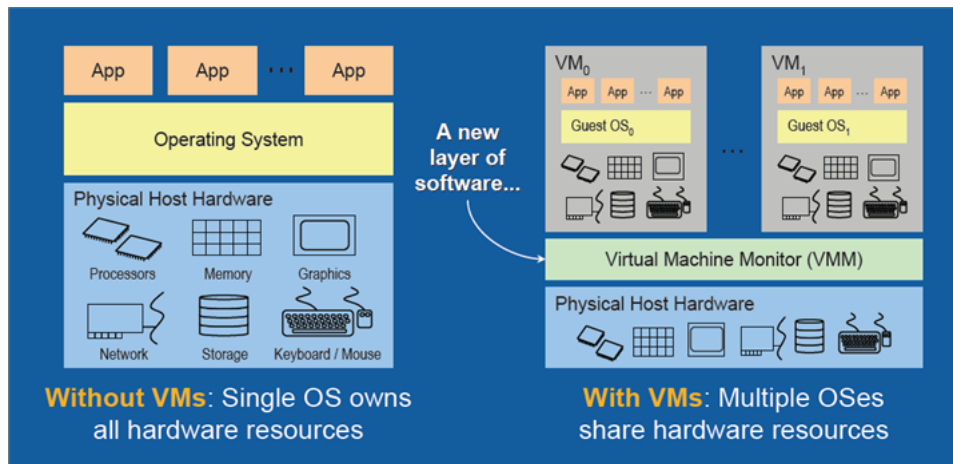 App
App
...
App
Operating System
Physical Host Hardware
Processors
Memory
Graphics
Network
Storage
Keyboard / Mouse
Without VMs: Single OS owns
all hardware resources
A new
layer of
software...
VM0
App
App
...
App
Guest OS0
...
VM1
App
App
...
App
Guest OS1
Virtual Machine Monitor (VMM)
Physical Host Hardware
With VMs: Multiple OSes
share hardware resources